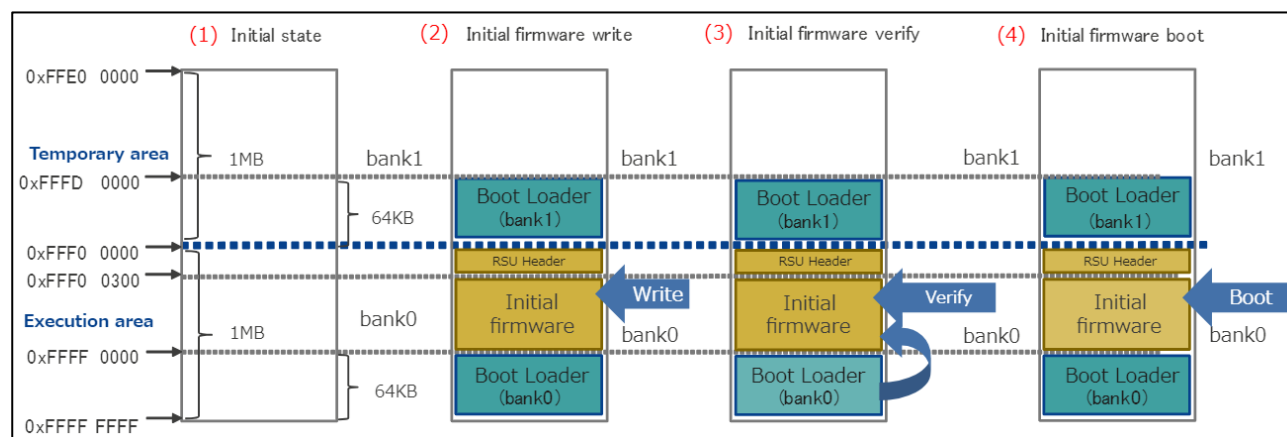 (1) Initial state
(2) Initial firmware write
(3) Initial firmware verify
(4) Initial firmware boot
0xFFE0 0000
Temporary area
1MB
bank1
bank1
bank1
bank1
0xFFFD 0000
64KB
Boot Loader
(bank1)
Boot Loader
(bank1)
Boot Loader
(bank1)
0xFFF0 0000
RSU Header
RSU Header
RSU Header
0xFFF0 0300
Initial
firmware
Write
Initial
firmware
Verify
Initial
firmware
Boot
Execution area
1MB
bank0
bank0
bank0
bank0
0xFFFF 0000
64KB
Boot Loader
(bank0)
Boot Loader
(bank0)
Boot Loader
(bank0)
0xFFFF FFFF